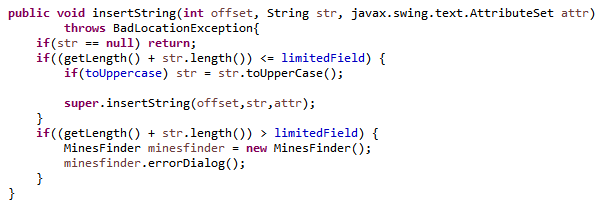 public void insertString(int offset, String str, javax.swing.text.AttributeSet attr)
        throws BadLocationException{
    if(str == null) return;
    if((getLength() + str.length()) <= limitedField) {
        if(toUppercase) str = str.toUpperCase();

        super.insertString(offset,str,attr);
    }
    if((getLength() + str.length()) > limitedField) {
        MinesFinder minesfinder = new MinesFinder();
        minesfinder.errorDialog();
    }
}